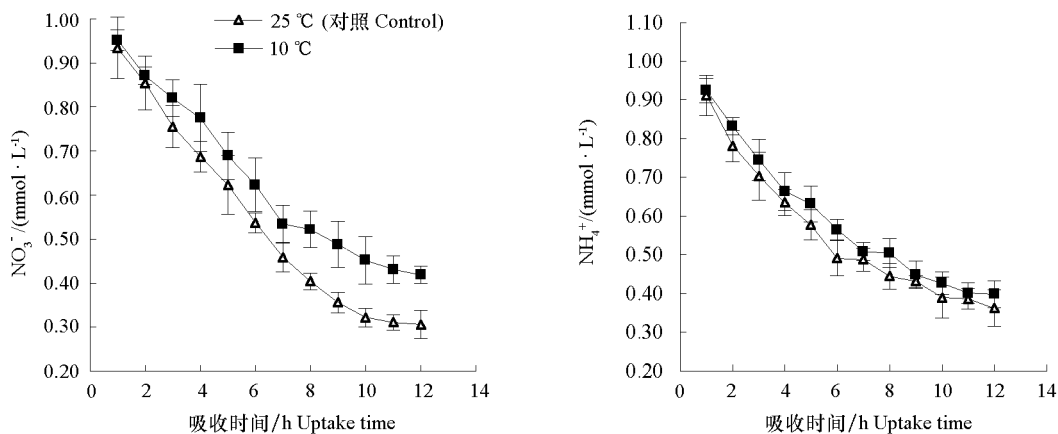 25 ℃ (对照 Control)
10 ℃
NO₃⁻/(mmol · L⁻¹)
1.00
0.90
0.80
0.70
0.60
0.50
0.40
0.30
0.20
0 2 4 6 8 10 12 14
吸收时间/h Uptake time
NH₄⁺/(mmol · L⁻¹)
1.10
1.00
0.90
0.80
0.70
0.60
0.50
0.40
0.30
0.20
0 2 4 6 8 10 12 14
吸收时间/h Uptake time